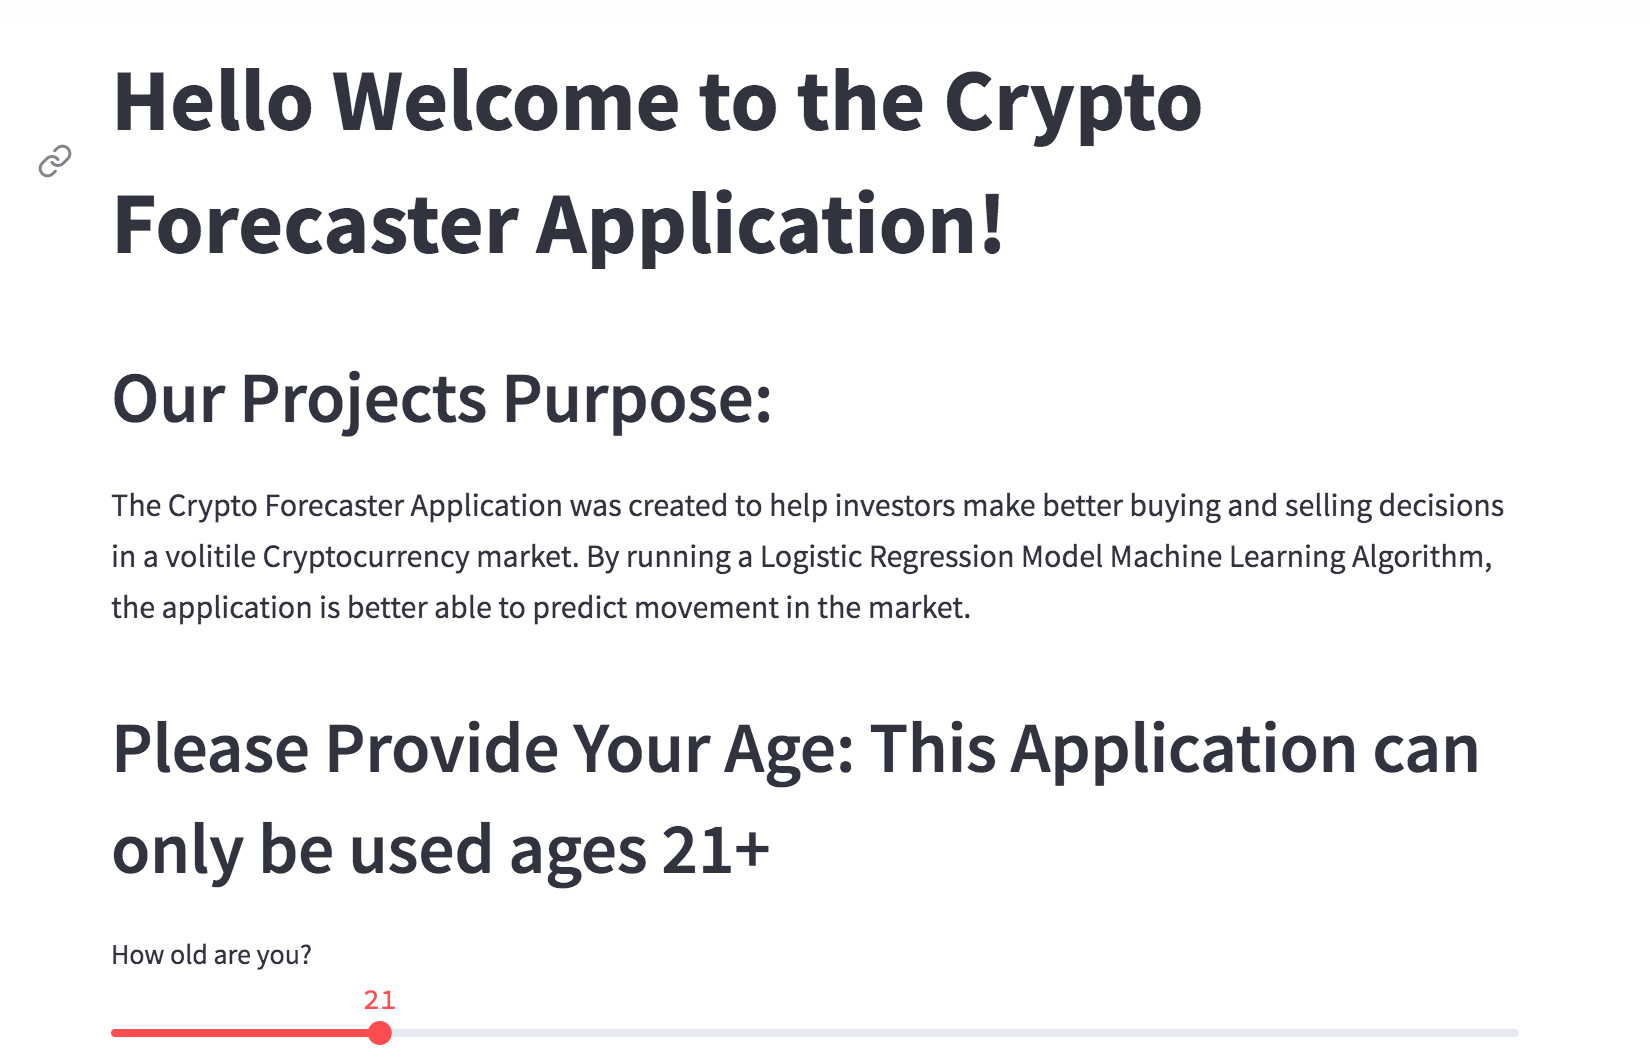 Hello Welcome to the Crypto
Forecaster Application!
Our Projects Purpose:
The Crypto Forecaster Application was created to help investors make better buying and selling decisions
in a volitile Cryptocurrency market. By running a Logistic Regression Model Machine Learning Algorithm,
the application is better able to predict movement in the market.
Please Provide Your Age: This Application can
only be used ages 21+
How old are you?
21